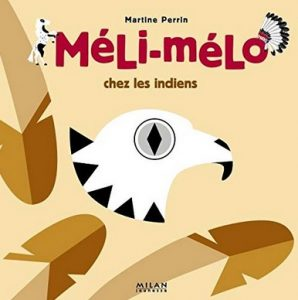 Martine Perrin
MéLi-méLo
chez les indiens
MILAN
jeunesse